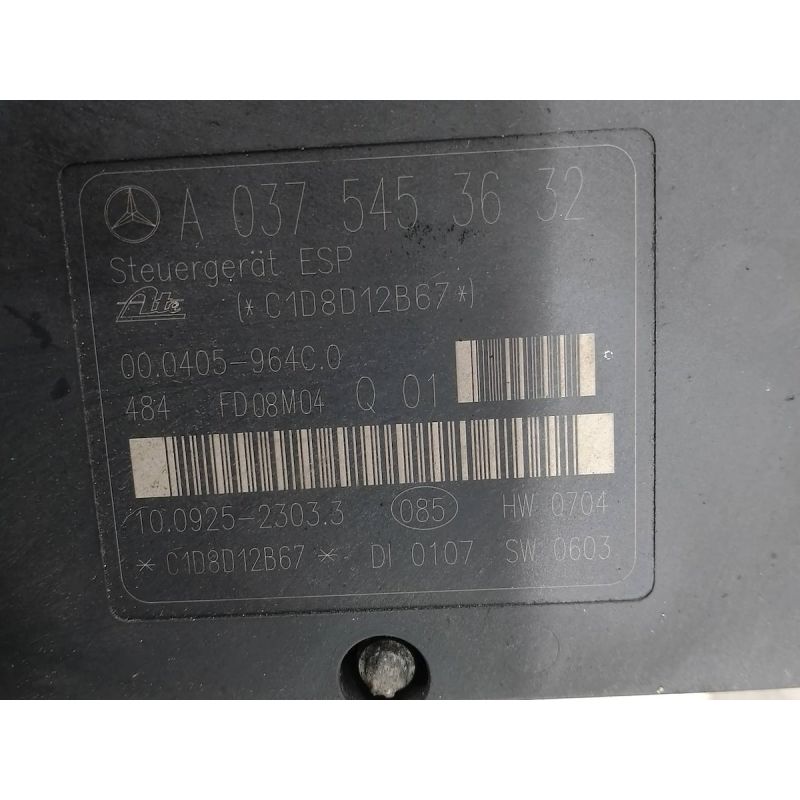 A 037 545 36 32
Steuergerät ESP
Ate (*C1D8D12B67*)
00.0405-964C.0
484 FD08M04 Q 01
10.0925-2303.3 085 HW 0704
*C1D8D12B67* DI 0107 SW 0603